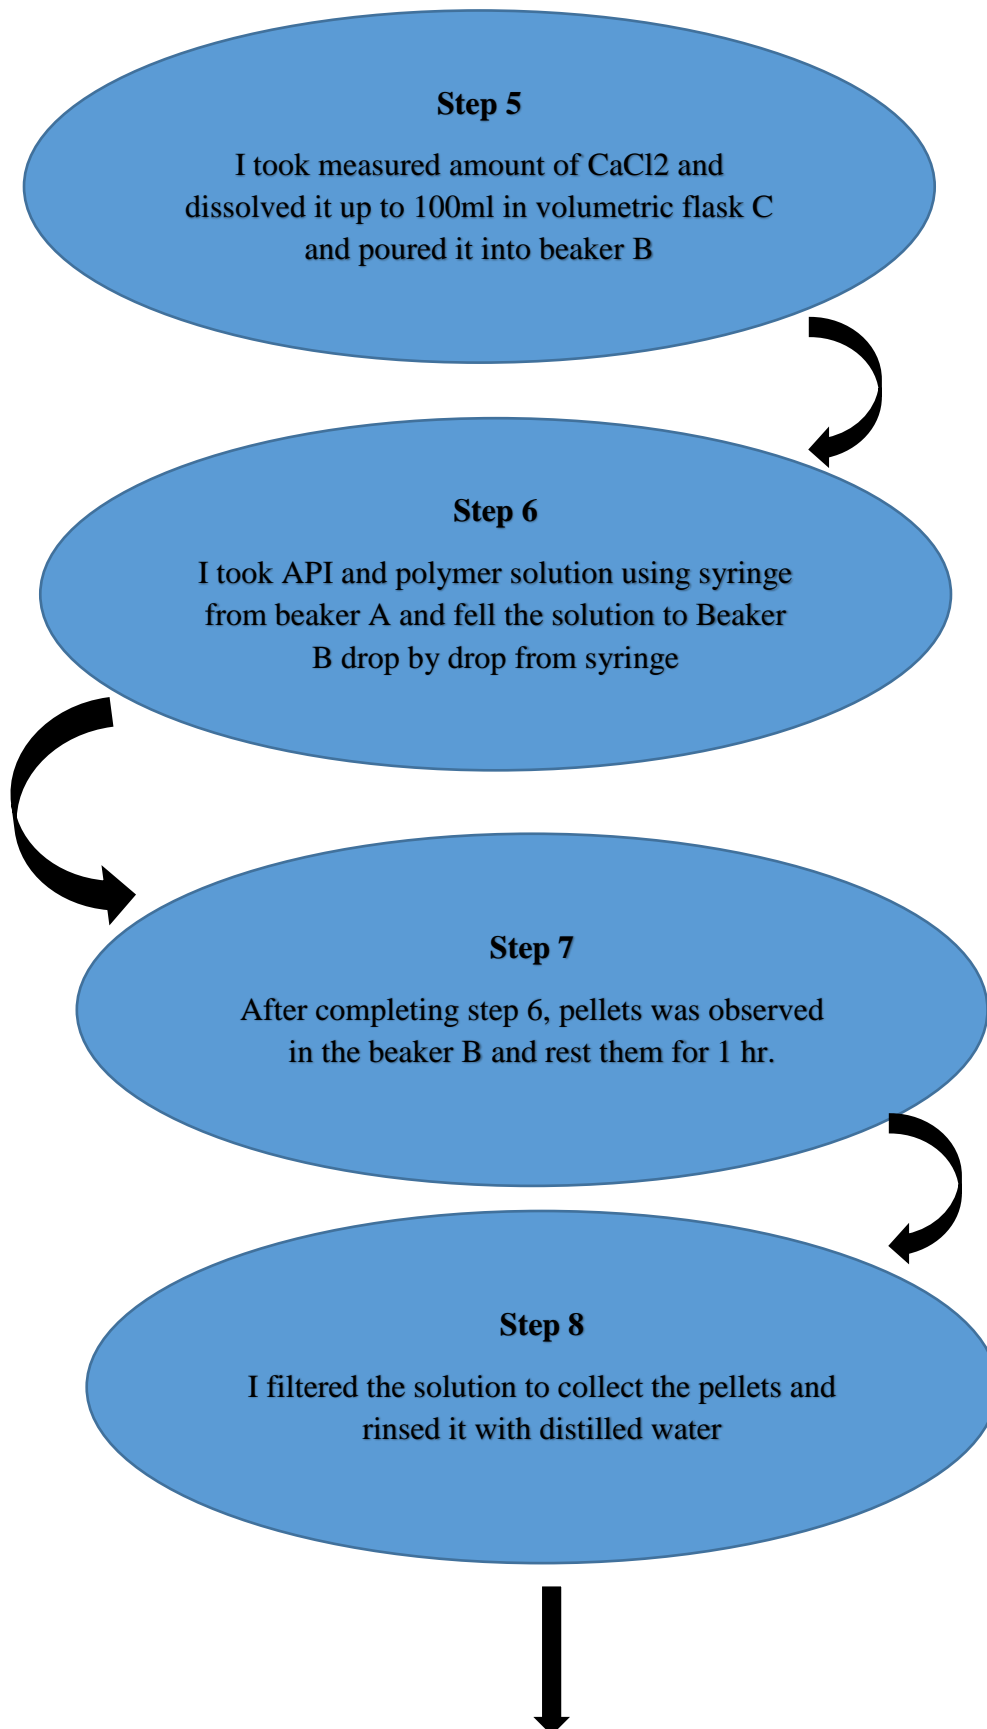 Step 5
I took measured amount of CaCl2 and
dissolved it up to 100ml in volumetric flask C
and poured it into beaker B
Step 6
I took API and polymer solution using syringe
from beaker A and fell the solution to Beaker
B drop by drop from syringe
Step 7
After completing step 6, pellets was observed
in the beaker B and rest them for 1 hr.
Step 8
I filtered the solution to collect the pellets and
rinsed it with distilled water